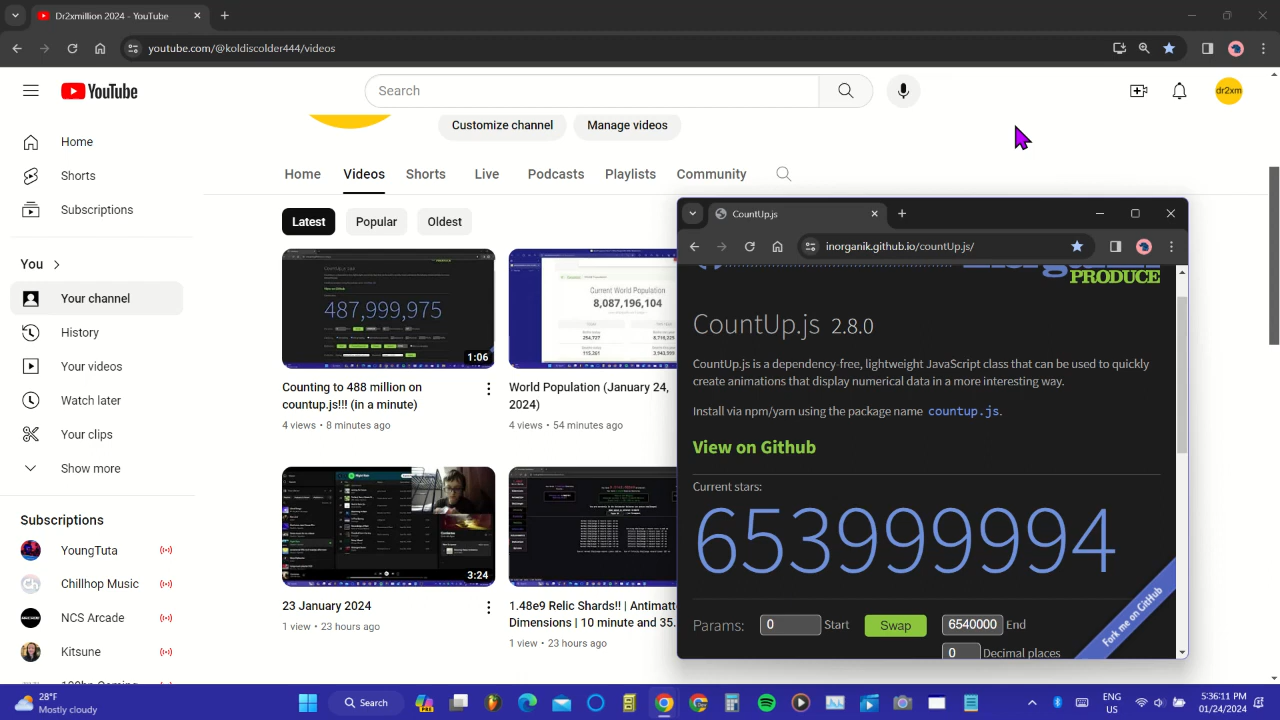 Dr2xmillion 2024 - YouTube
youtube.com/@koldiscolder444/videos
YouTube
Search
dr2xm
Customize channel
Manage videos
Home
Shorts
Subscriptions
You
Your channel
History
Your videos
Watch later
Your clips
Show more
Subscriptions
YoungTuta
Chillhop Music
NCS Arcade
Kitsune
Home
Videos
Shorts
Live
Podcasts
Playlists
Community
Latest
Popular
Oldest
487,999,975
1:06
Counting to 488 million on
countup.js!!! (in a minute)
4 views • 8 minutes ago
Current World Population
8,087,196,104
World Population (January 24,
2024)
4 views • 54 minutes ago
3:24
23 January 2024
1 view • 23 hours ago
1.48e9 Relic Shards!! | Antimatt
Dimensions | 10 minute and 35.
1 view • 23 hours ago
CountUp.js
inorganik.github.io/countUp.js/
PRODUCE
CountUp.js 2.8.0
CountUp.js is a dependency-free, lightweight JavaScript class that can be used to quickly
create animations that display numerical data in a more interesting way.
Install via npm/yarn using the package name countup.js.
View on Github
Current stars:
653999994
Params:
0
Start
Swap
6540000
End
0
Decimal places
Fork me on GitHub
28°F
Mostly cloudy
Search
PRE
ENG
US
5:36:11 PM
01/24/2024